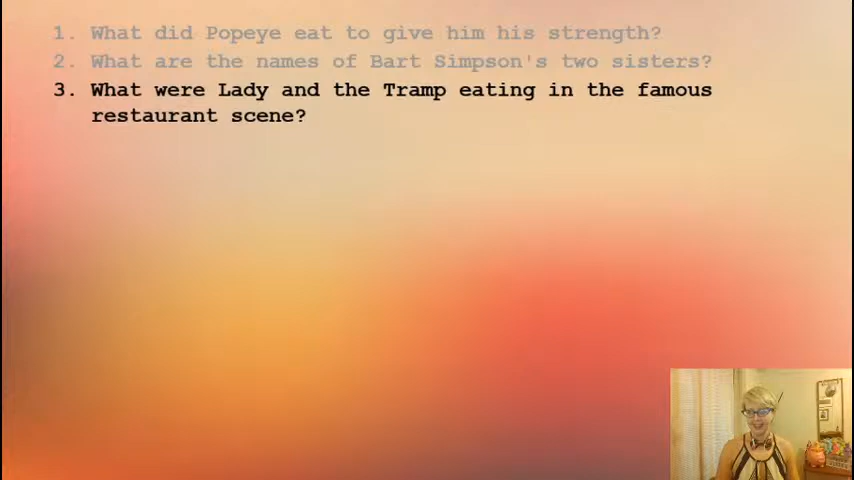 1. What did Popeye eat to give him his strength?
2. What are the names of Bart Simpson's two sisters?
3. What were Lady and the Tramp eating in the famous
restaurant scene?